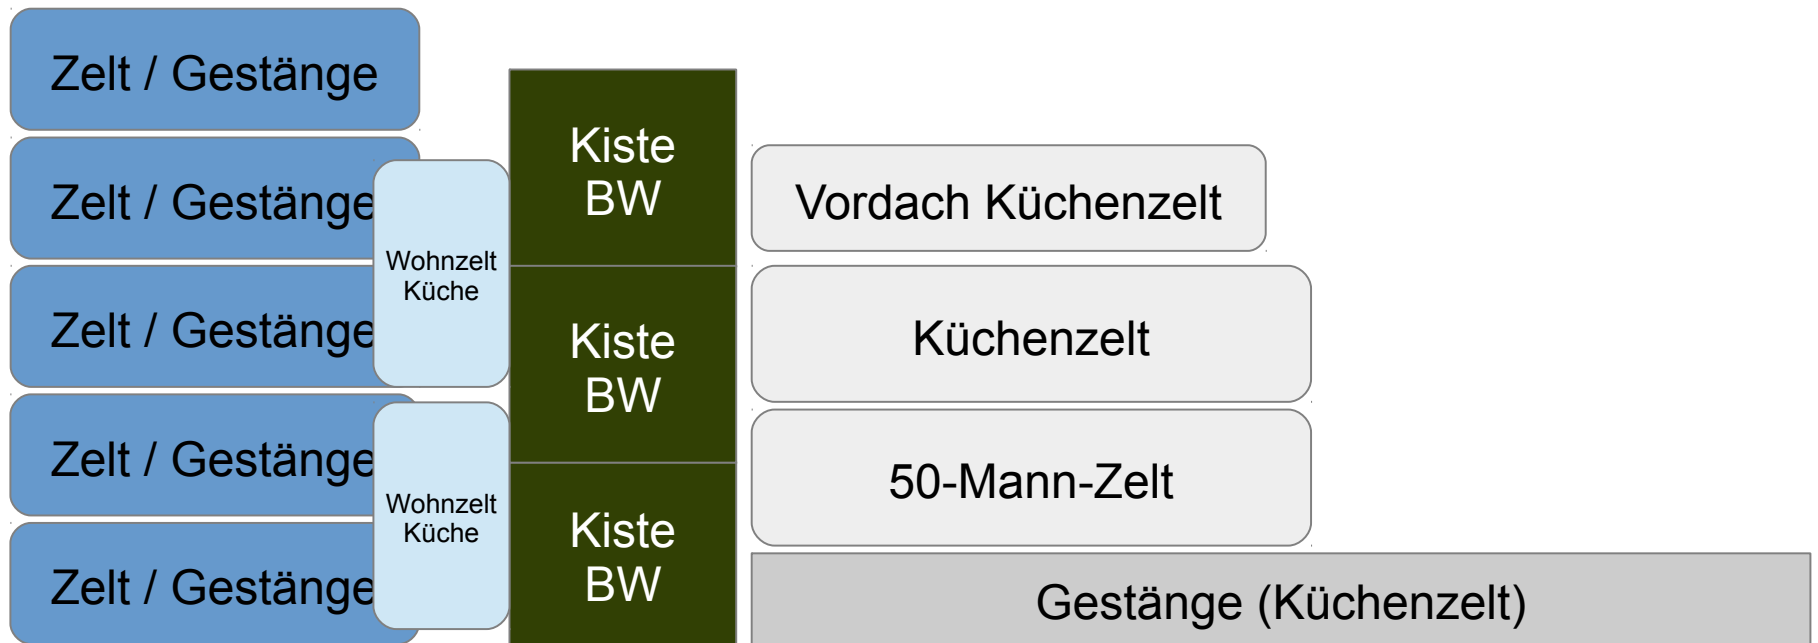 Zelt / Gestänge
Zelt / Gestänge
Zelt / Gestänge
Zelt / Gestänge
Zelt / Gestänge
Wohnzelt
Küche
Wohnzelt
Küche
Kiste
BW
Kiste
BW
Kiste
BW
Vordach Küchenzelt
Küchenzelt
50-Mann-Zelt
Gestänge (Küchenzelt)